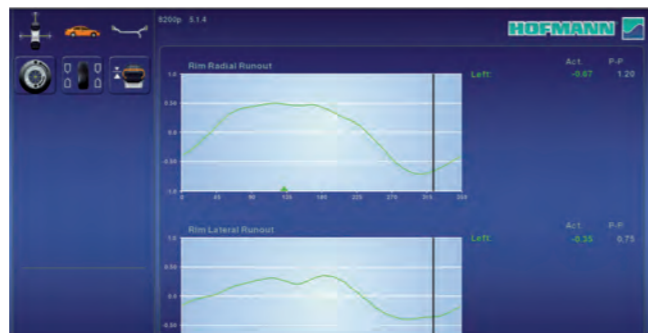 8200p 5.1.4
HOFMANN
Rim Radial Runout
Act. P-P
Left: -0.67 1.20
1.0
0.50
0.0
-0.50
-1.0
0 45 90 135 180 225 270 315 360
Rim Lateral Runout
Act. P-P
Left: -0.35 0.75
1.0
0.50
0.0
-0.50